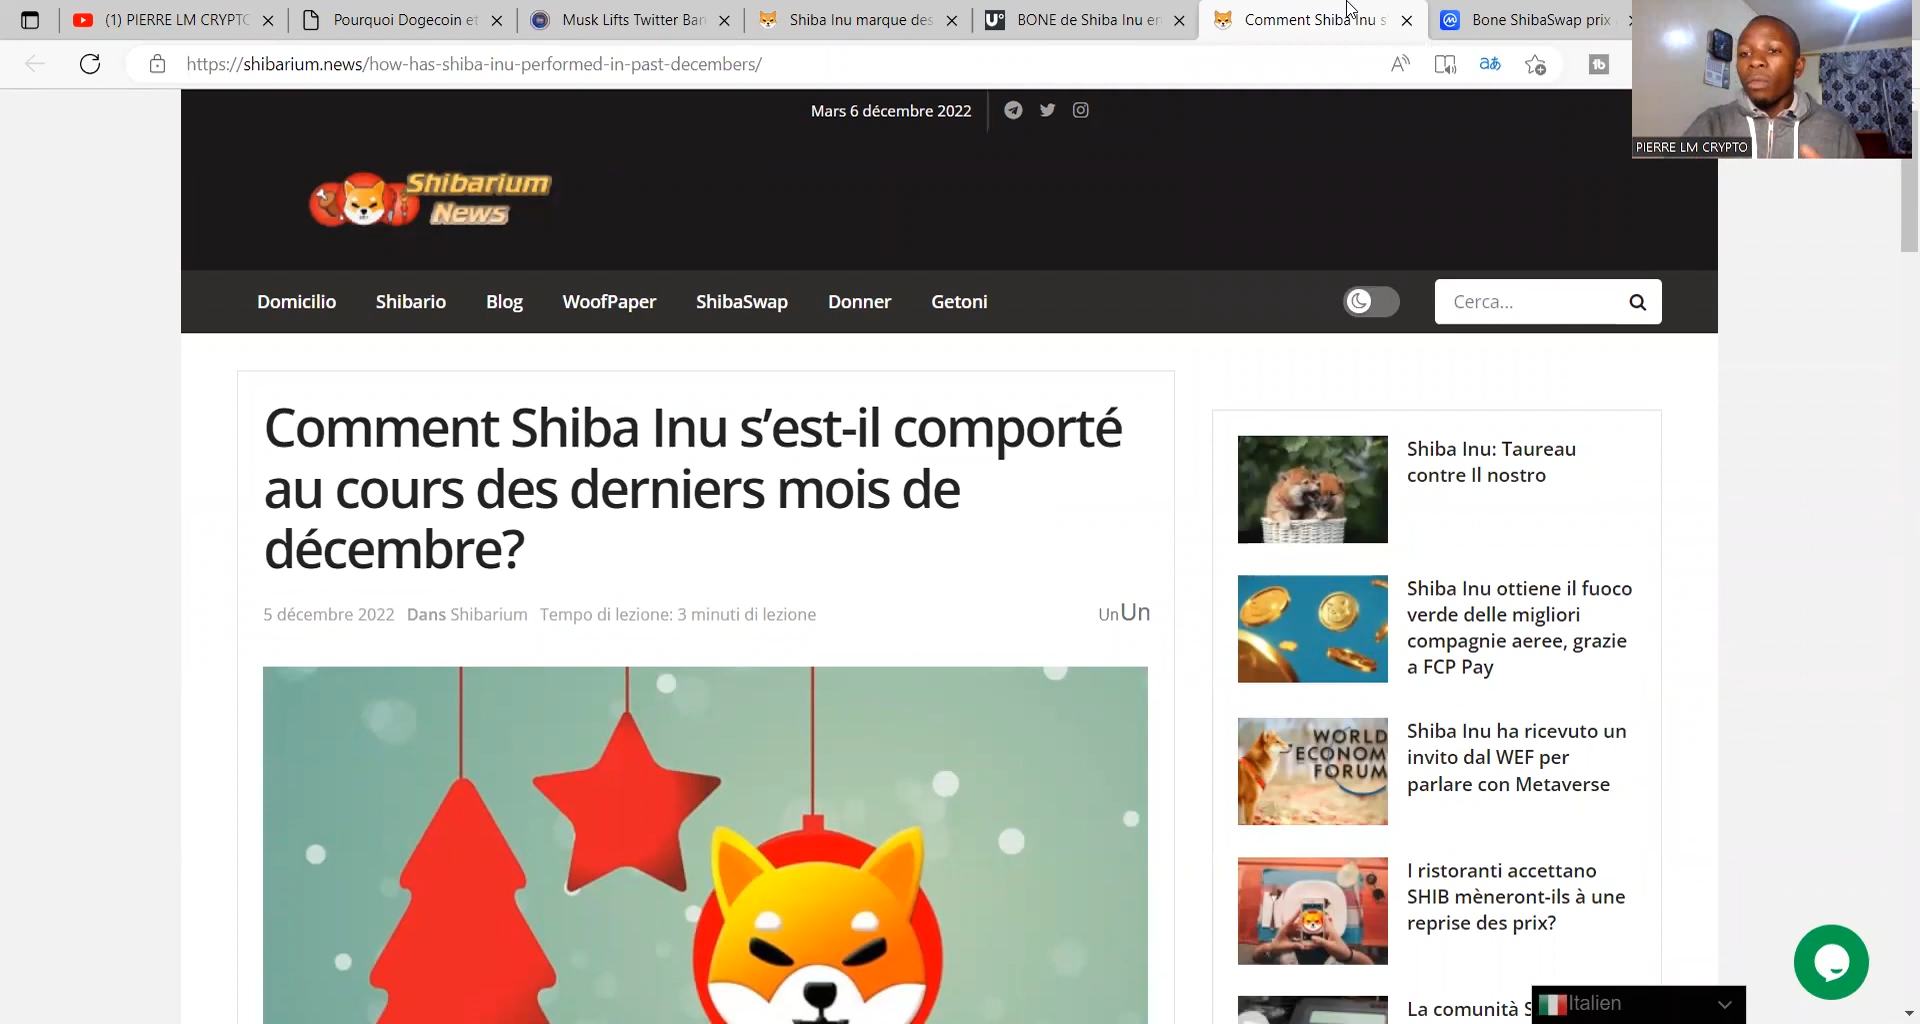 (1) PIERRE LM CRYPTO
Pourquoi Dogecoin et
Musk Lifts Twitter Ban
Shiba Inu marque des
BONE de Shiba Inu en
Comment Shiba Inu s'
Bone ShibaSwap prix
https://shibarium.news/how-has-shiba-inu-performed-in-past-decembers/
PIERRE LM CRYPTO
Mars 6 décembre 2022
Shibarium
News
Domicilio
Shibario
Blog
WoofPaper
ShibaSwap
Donner
Getoni
Cerca...
Comment Shiba Inu s’est-il comporté
au cours des derniers mois de
décembre?
5 décembre 2022 Dans Shibarium Tempo di lezione: 3 minuti di lezione
UnUn
Shiba Inu: Taureau
contre Il nostro
Shiba Inu ottiene il fuoco
verde delle migliori
compagnie aeree, grazie
a FCP Pay
WORLD
ECONOM
FORUM
Shiba Inu ha ricevuto un
invito dal WEF per
parlare con Metaverse
I ristoranti accettano
SHIB mèneront-ils à une
reprise des prix?
La comunità S
Italien